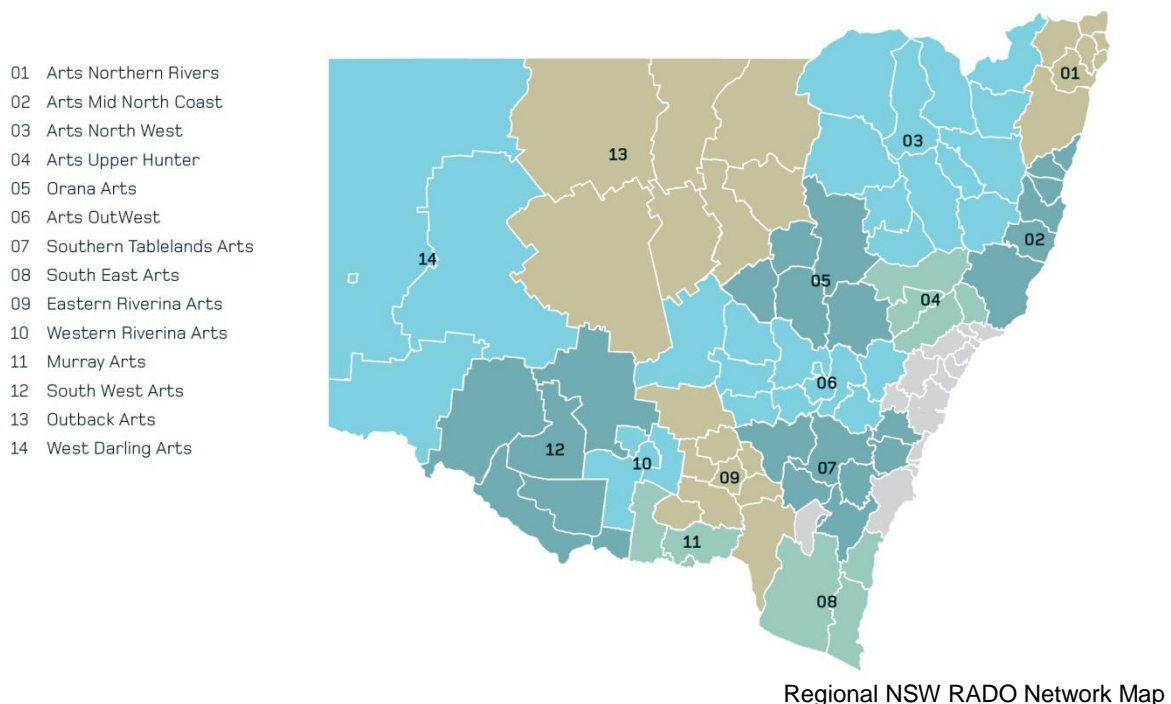 01 Arts Northern Rivers
02 Arts Mid North Coast
03 Arts North West
04 Arts Upper Hunter
05 Orana Arts
06 Arts OutWest
07 Southern Tablelands Arts
08 South East Arts
09 Eastern Riverina Arts
10 Western Riverina Arts
11 Murray Arts
12 South West Arts
13 Outback Arts
14 West Darling Arts
01
03
13
02
14
05
04
06
12
10
07
09
11
08
Regional NSW RADO Network Map